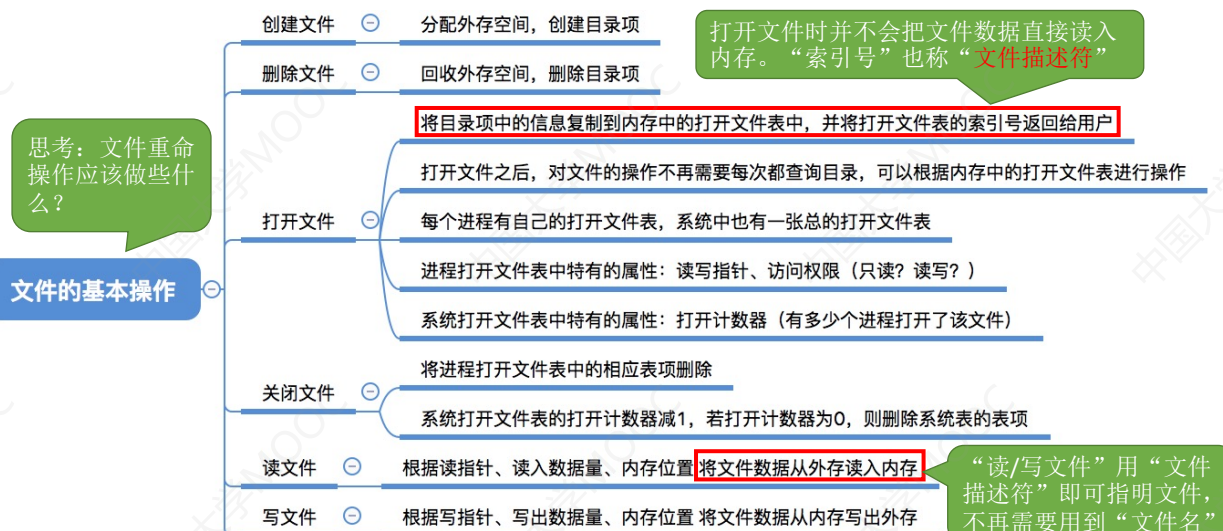 创建文件
分配外存空间，创建目录项
打开文件时并不会把文件数据直接读入
内存。“索引号”也称“文件描述符”
删除文件
回收外存空间，删除目录项
将目录项中的信息复制到内存中的打开文件表中，并将打开文件表的索引号返回给用户
思考：文件重命
操作应该做些什
么？
打开文件之后，对文件的操作不再需要每次都查询目录，可以根据内存中的打开文件表进行操作
打开文件
每个进程有自己的打开文件表，系统中也有一张总的打开文件表
进程打开文件表中特有的属性：读写指针、访问权限（只读？读写？）
文件的基本操作
系统打开文件表中特有的属性：打开计数器（有多少个进程打开了该文件）
将进程打开文件表中的相应表项删除
关闭文件
系统打开文件表的打开计数器减1，若打开计数器为0，则删除系统表的表项
读文件
根据读指针、读入数据量、内存位置 将文件数据从外存读入内存
“读/写文件”用“文件
描述符”即可指明文件，
不再需要用到“文件名”
写文件
根据写指针、写出数据量、内存位置 将文件数据从内存写出外存